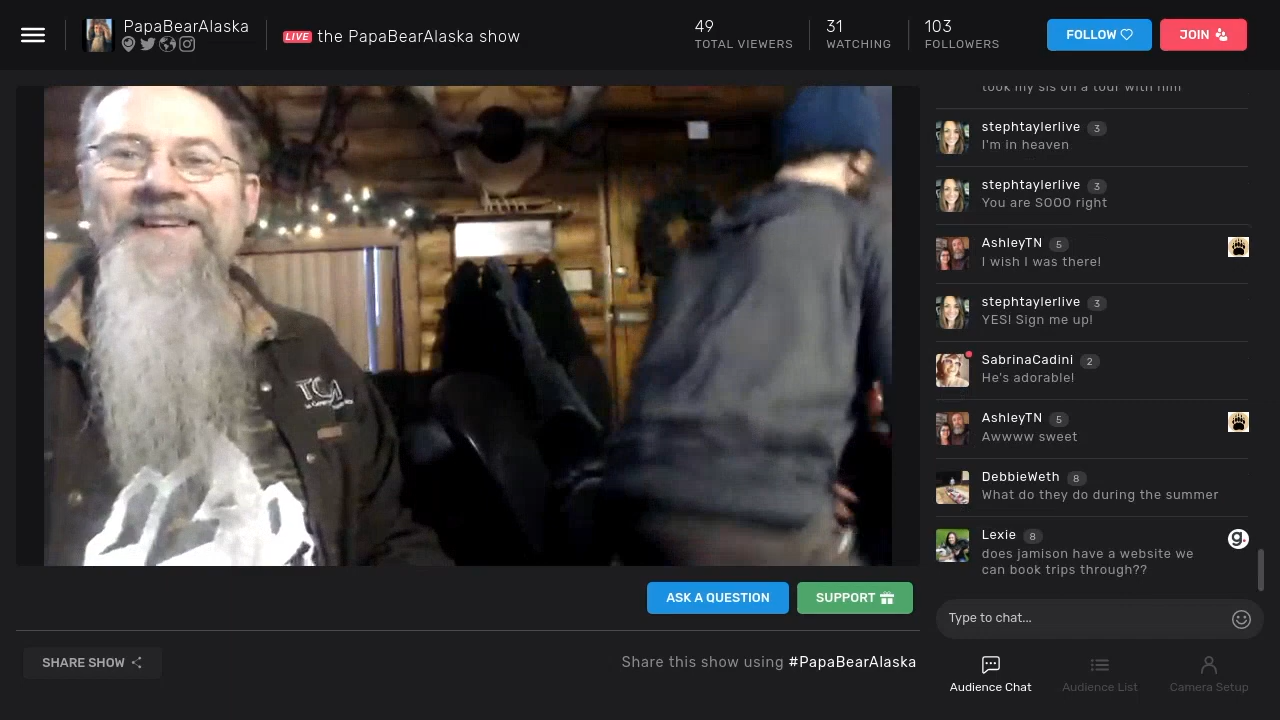 PapaBearAlaska
LIVE the PapaBearAlaska show
49
TOTAL VIEWERS
31
WATCHING
103
FOLLOWERS
FOLLOW
JOIN
took my sis on a tour with him
stephtaylerlive 3
I'm in heaven
stephtaylerlive 3
You are SOOO right
AshleyTN 5
I wish I was there!
stephtaylerlive 3
YES! Sign me up!
SabrinaCadini 2
He's adorable!
AshleyTN 5
Awwww sweet
DebbieWeth 8
What do they do during the summer
Lexie 8
g.
does jamison have a website we
can book trips through??
TCA
ASK A QUESTION
SUPPORT
SHARE SHOW
Share this show using #PapaBearAlaska
Type to chat...
Audience Chat
Audience List
Camera Setup